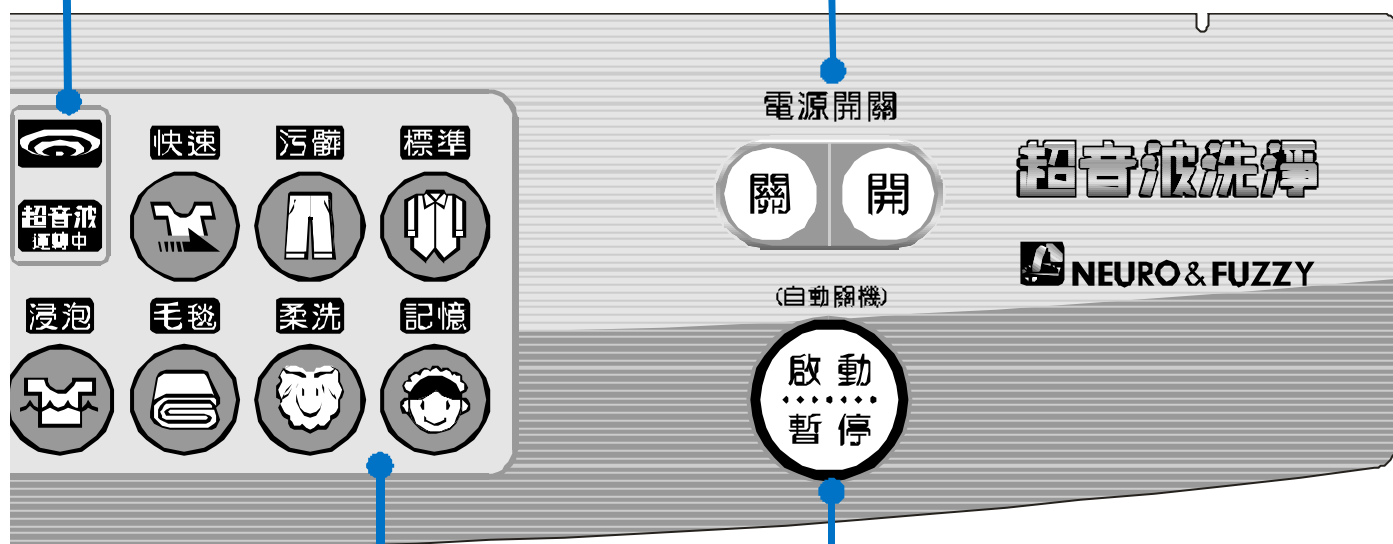 電源開關
快速
污髒
標準
超音波洗淨
關
開
超音波
運轉中
NEURO & FUZZY
(自動關機)
浸泡
毛毯
柔洗
記憶
啟動
暫停